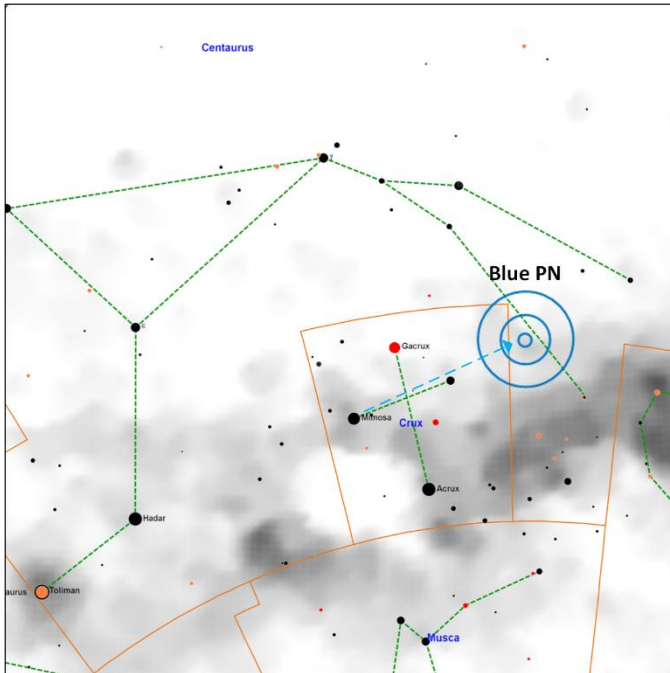 Centaurus
γ
Blue PN
ε
Gacrux
Mimosa
Crux
Acrux
Hadar
aurus
Toliman
Musca